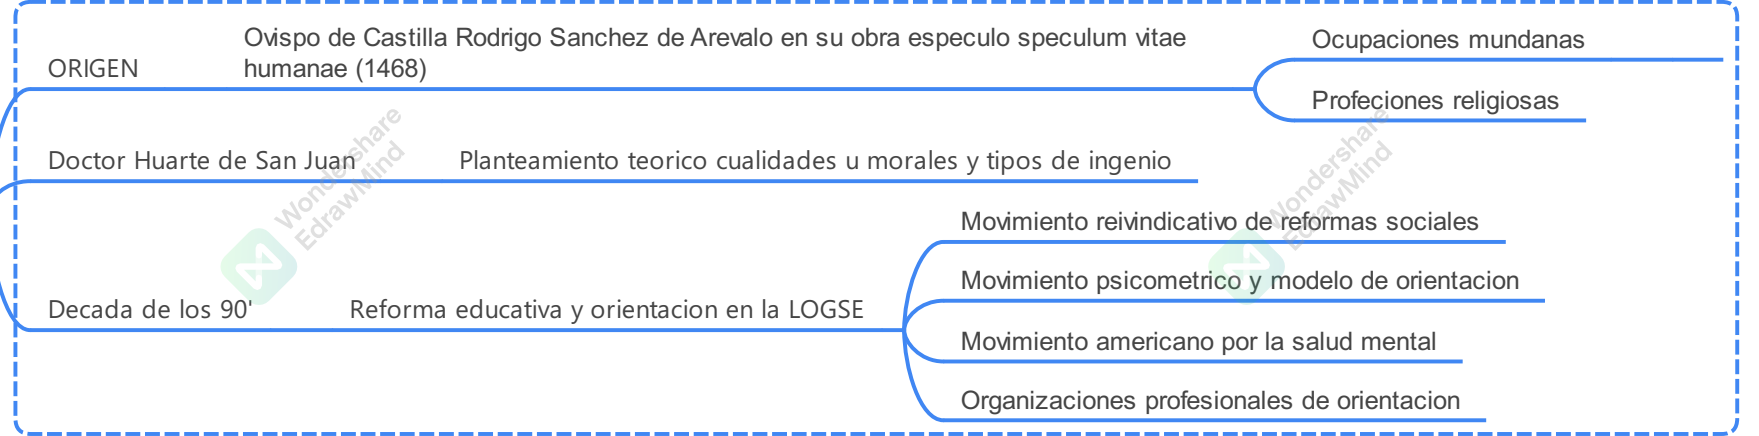 ORIGEN
Ovispo de Castilla Rodrigo Sanchez de Arevalo en su obra especulo speculum vitae
humanae (1468)
Ocupaciones mundanas
Profeciones religiosas
Doctor Huarte de San Juan
Planteamiento teorico cualidades u morales y tipos de ingenio
Decada de los 90'
Reforma educativa y orientacion en la LOGSE
Movimiento reivindicativo de reformas sociales
Movimiento psicometrico y modelo de orientacion
Movimiento americano por la salud mental
Organizaciones profesionales de orientacion
Wondershare
EdrawMind
Wondershare
EdrawMind